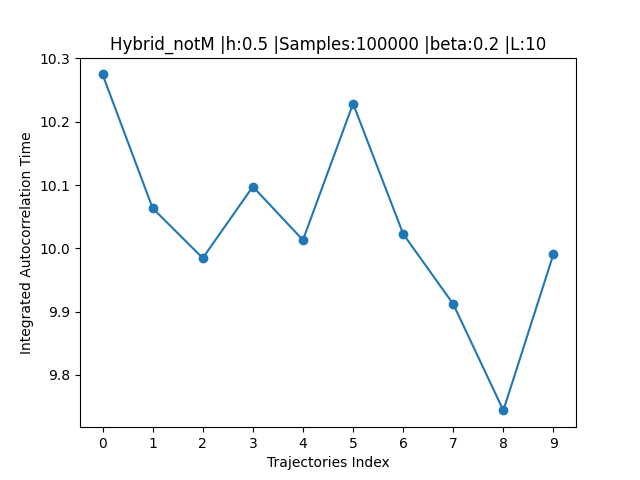 Hybrid_notM |h:0.5 |Samples:100000 |beta:0.2 |L:10
Integrated Autocorrelation Time
10.3
10.2
10.1
10.0
9.9
9.8
0 1 2 3 4 5 6 7 8 9
Trajectories Index